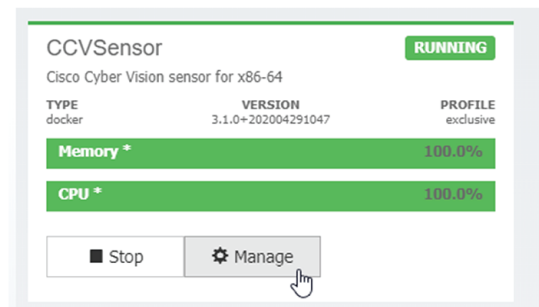 CCVSensor RUNNING
Cisco Cyber Vision sensor for x86-64
TYPE VERSION PROFILE
docker 3.1.0+202004291047 exclusive
Memory * 100.0%
CPU * 100.0%
Stop Manage